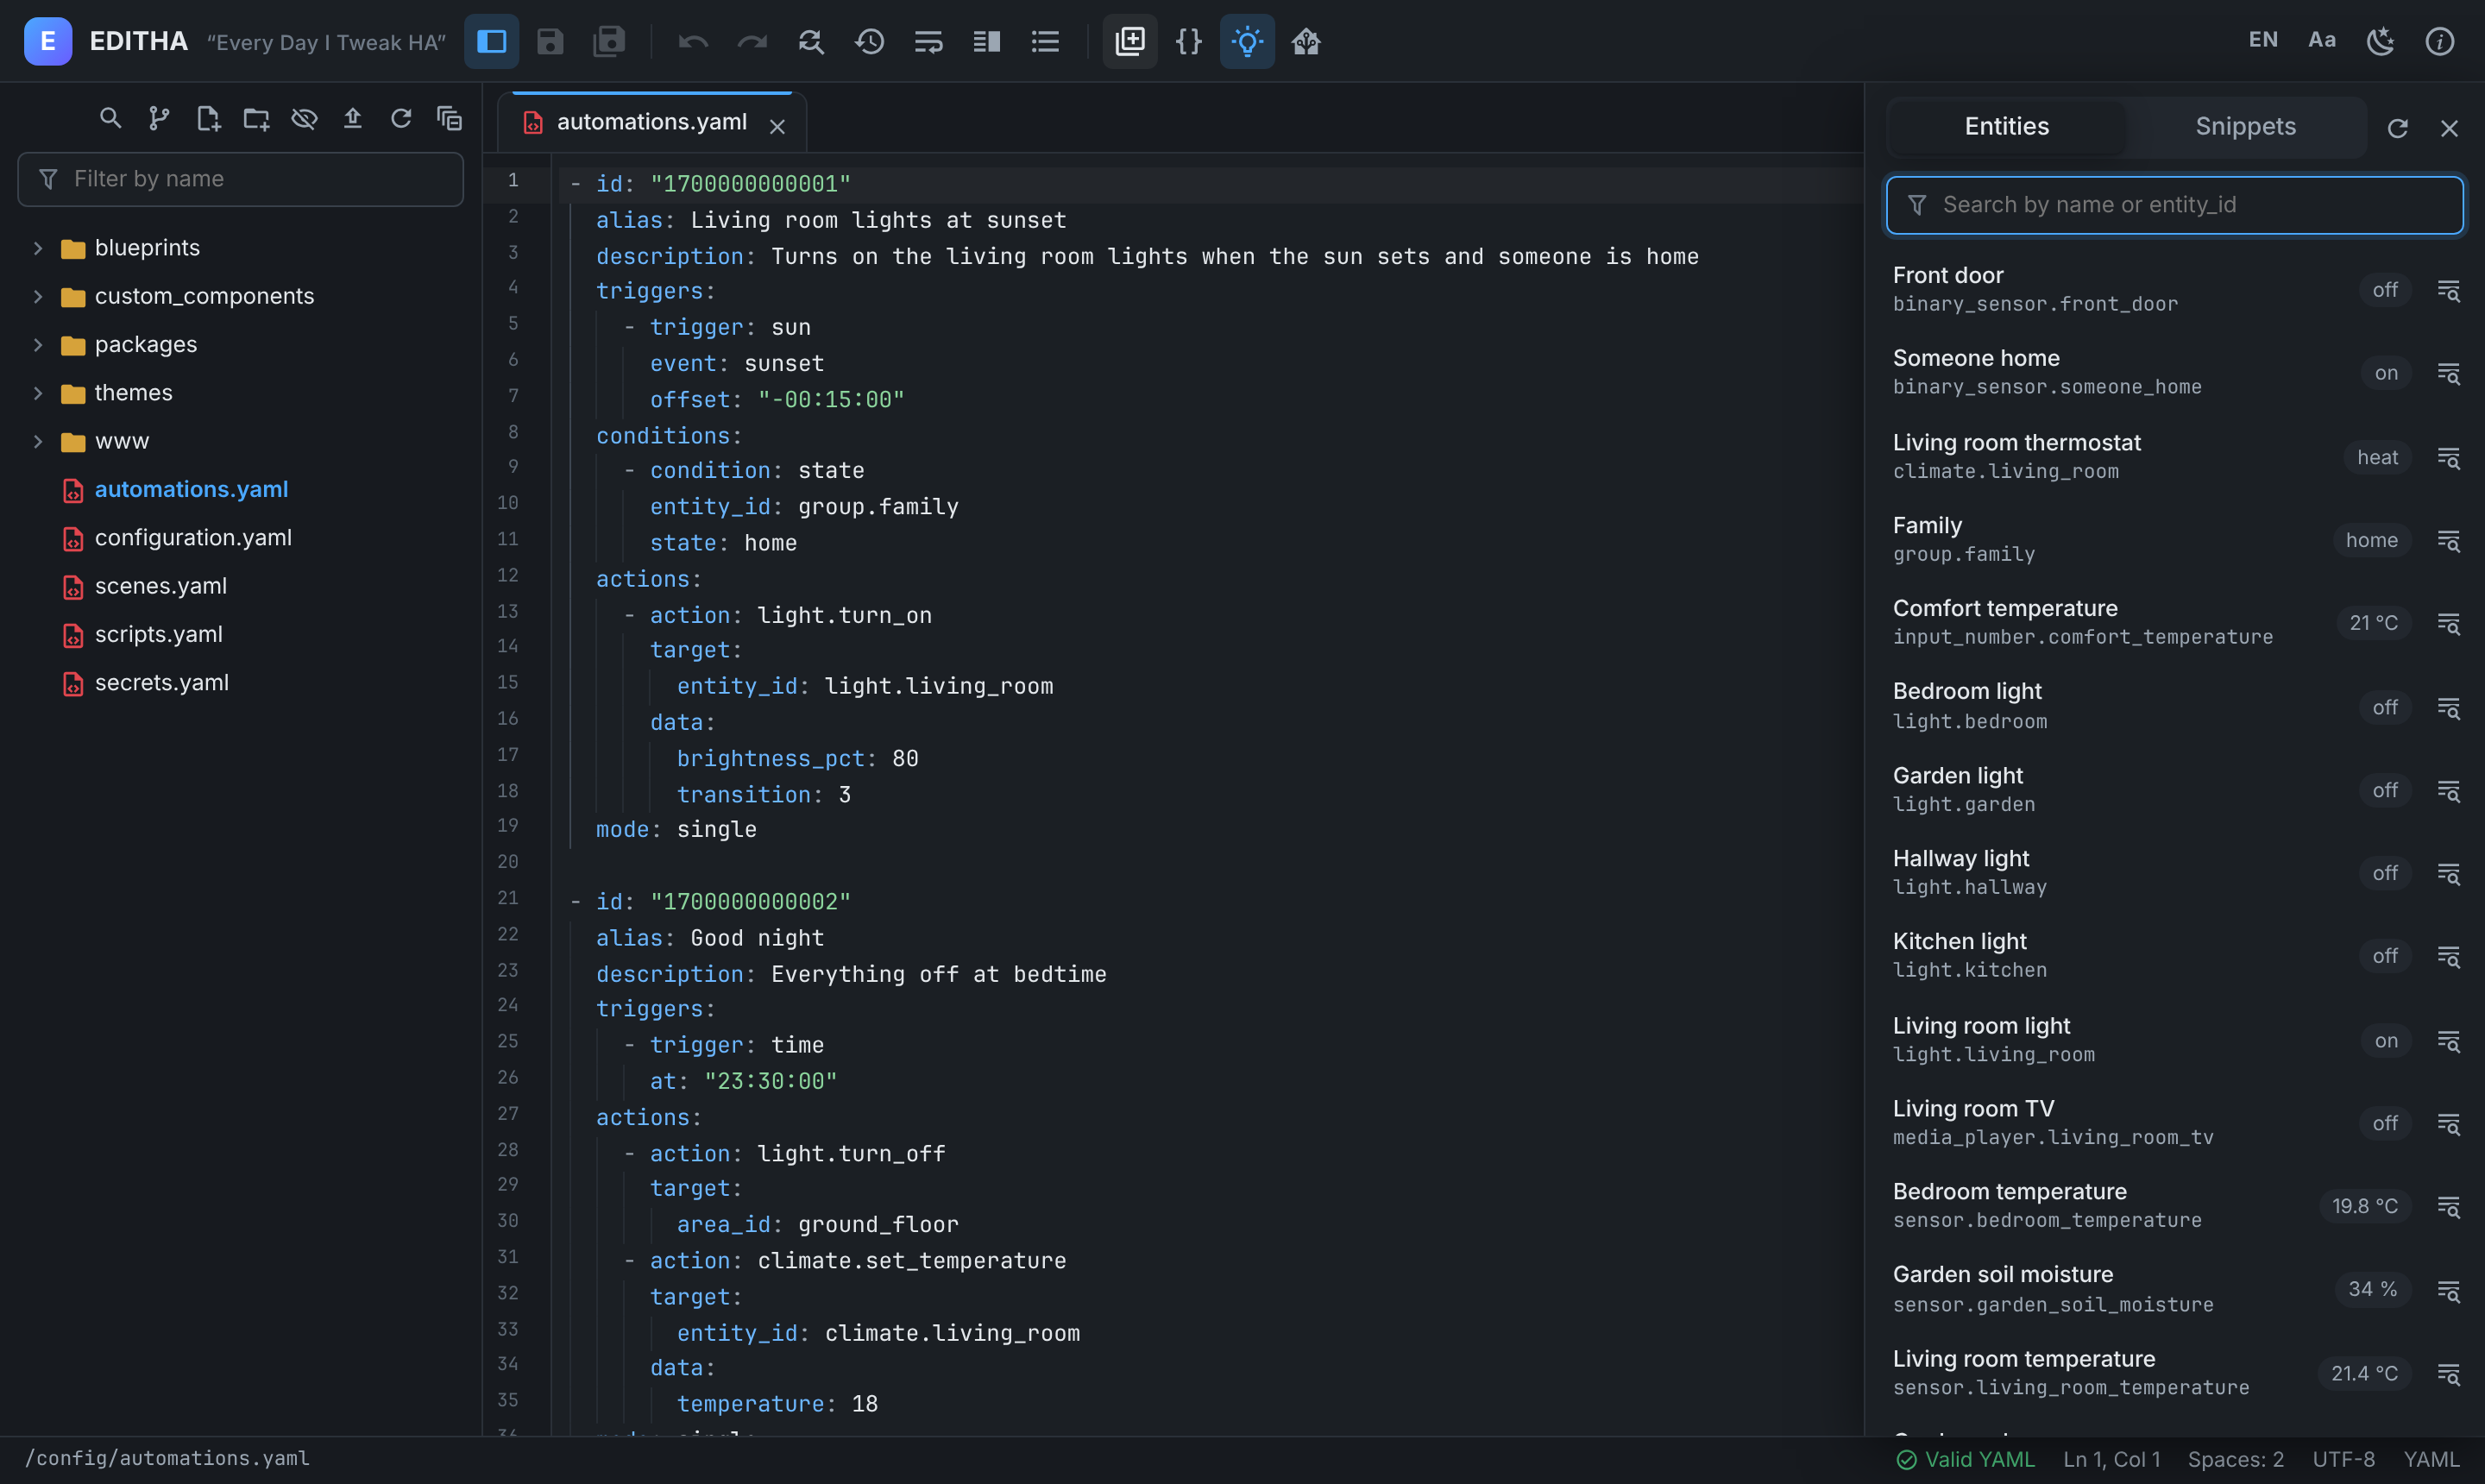 E EDITHA “Every Day I Tweak HA”
EN Aa
Filter by name
blueprints
custom_components
packages
themes
www
automations.yaml
configuration.yaml
scenes.yaml
scripts.yaml
secrets.yaml
automations.yaml
1 - id: "1700000000001"
2 alias: Living room lights at sunset
3 description: Turns on the living room lights when the sun sets and someone is home
4 triggers:
5 - trigger: sun
6 event: sunset
7 offset: "-00:15:00"
8 conditions:
9 - condition: state
10 entity_id: group.family
11 state: home
12 actions:
13 - action: light.turn_on
14 target:
15 entity_id: light.living_room
16 data:
17 brightness_pct: 80
18 transition: 3
19 mode: single
20
21 - id: "1700000000002"
22 alias: Good night
23 description: Everything off at bedtime
24 triggers:
25 - trigger: time
26 at: "23:30:00"
27 actions:
28 - action: light.turn_off
29 target:
30 area_id: ground_floor
31 - action: climate.set_temperature
32 target:
33 entity_id: climate.living_room
34 data:
35 temperature: 18
Entities Snippets
Search by name or entity_id
Front door
binary_sensor.front_door
off
Someone home
binary_sensor.someone_home
on
Living room thermostat
climate.living_room
heat
Family
group.family
home
Comfort temperature
input_number.comfort_temperature
21 °C
Bedroom light
light.bedroom
off
Garden light
light.garden
off
Hallway light
light.hallway
off
Kitchen light
light.kitchen
off
Living room light
light.living_room
on
Living room TV
media_player.living_room_tv
off
Bedroom temperature
sensor.bedroom_temperature
19.8 °C
Garden soil moisture
sensor.garden_soil_moisture
34 %
Living room temperature
sensor.living_room_temperature
21.4 °C
/config/automations.yaml
Valid YAML Ln 1, Col 1 Spaces: 2 UTF-8 YAML